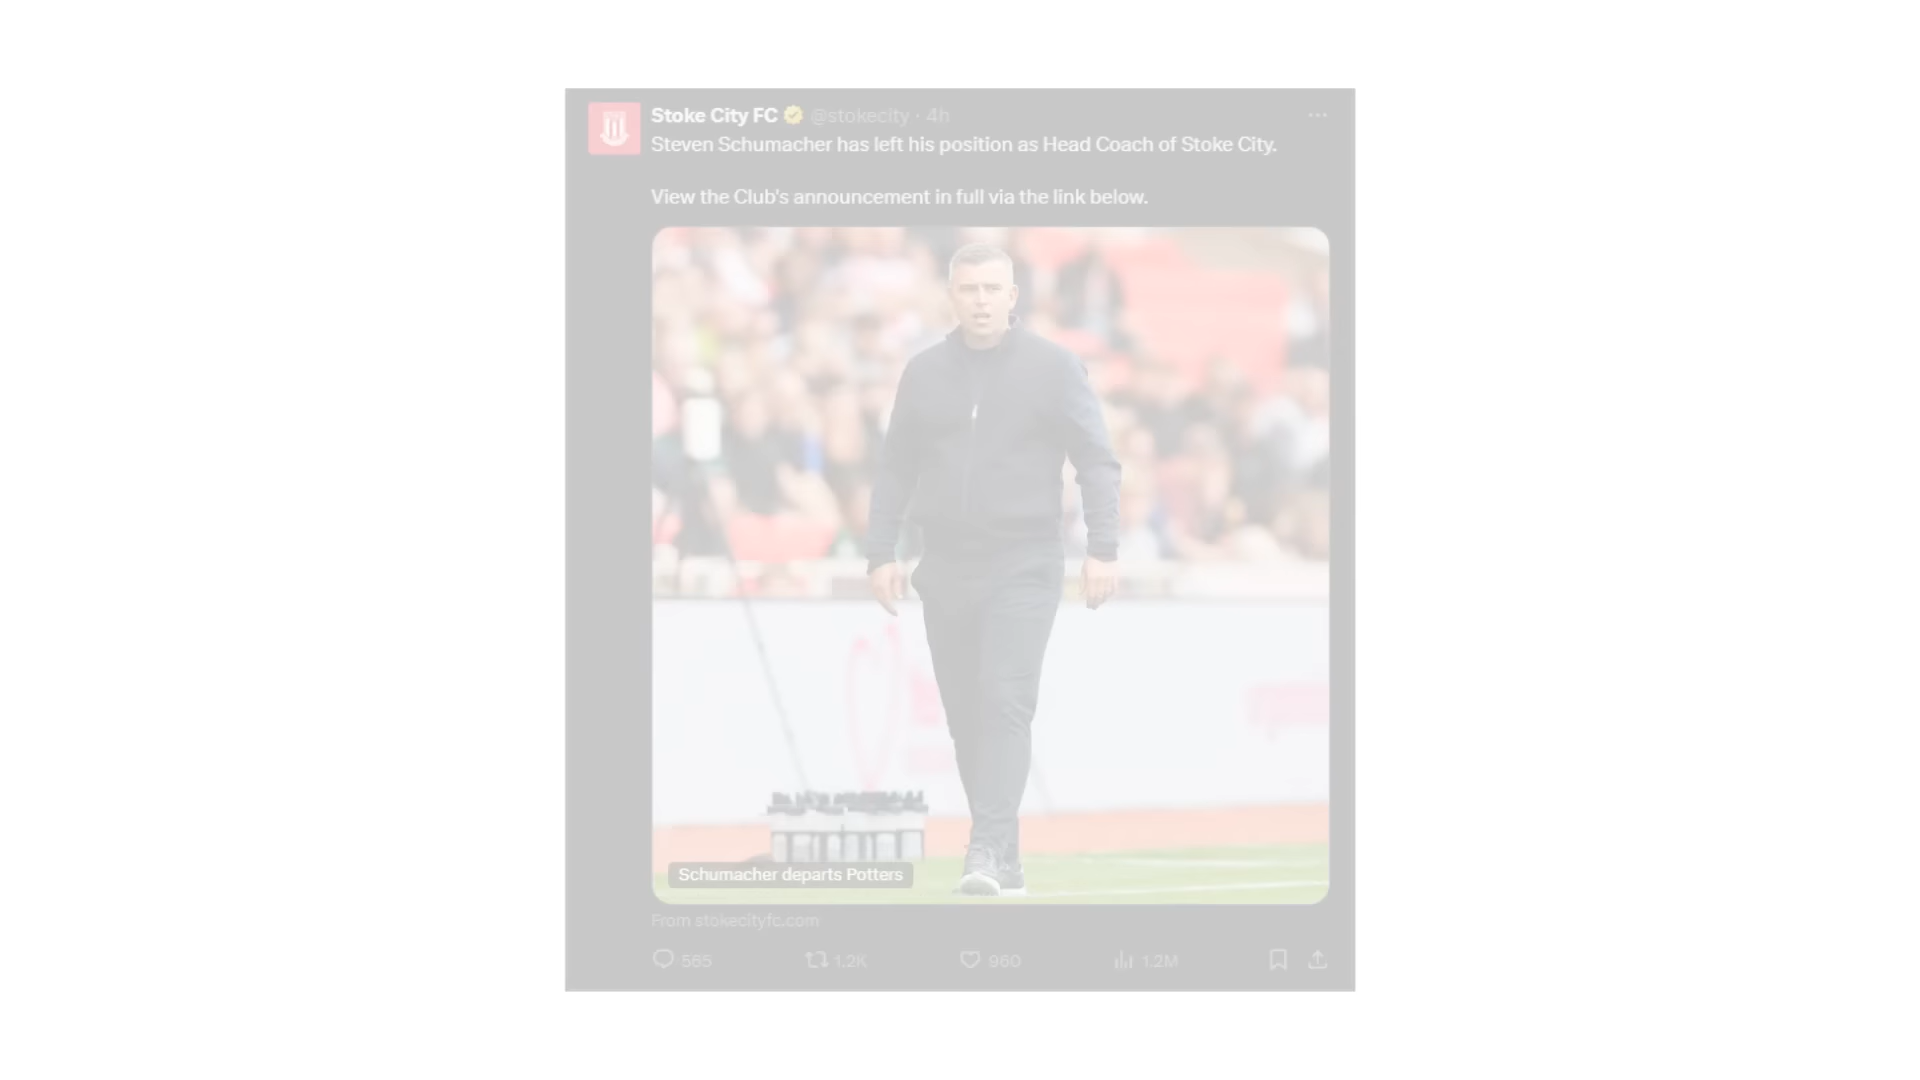 Stoke City FC @stokecity · 4h
Steven Schumacher has left his position as Head Coach of Stoke City.
View the Club's announcement in full via the link below.
Schumacher departs Potters
From stokecityfc.com
565 1.2K 960 1.2M